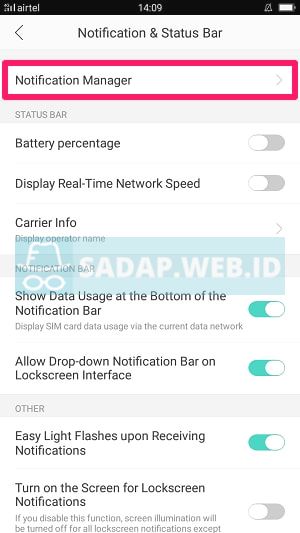 airtel
14:09
Notification & Status Bar
Notification Manager
STATUS BAR
Battery percentage
Display Real-Time Network Speed
Carrier Info
Display operator name
SADAP.WEB.ID
NOTIFICATION BAR
Show Data Usage at the Bottom of the
Notification Bar
Display SIM card data usage via the current data network
Allow Drop-down Notification Bar on
Lockscreen Interface
OTHER
Easy Light Flashes upon Receiving
Notifications
Turn on the Screen for Lockscreen
Notifications
If you disable this function, screen illumination will
be turned off for all lockscreen notifications except